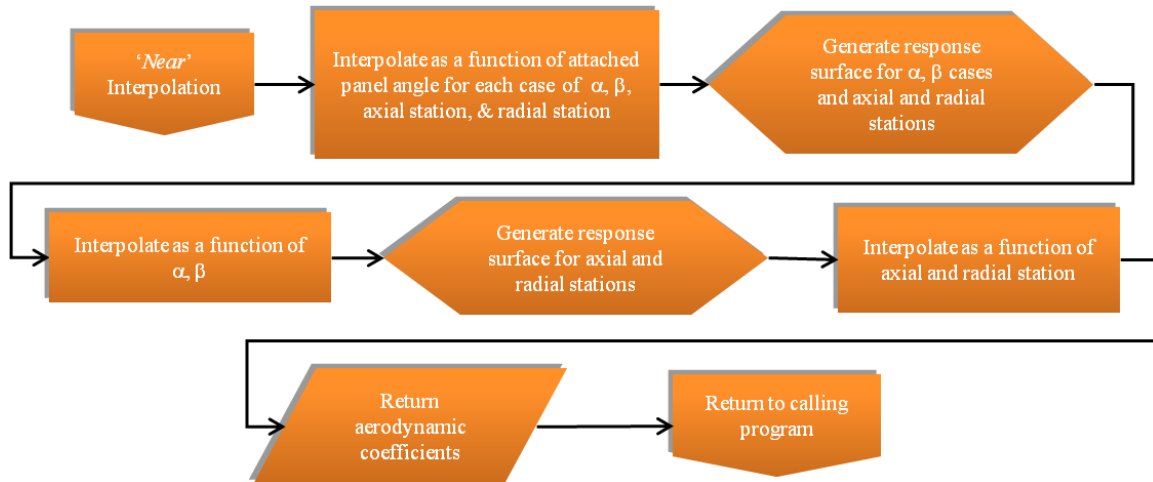 ‘Near’
Interpolation
Interpolate as a function of attached
panel angle for each case of α, β,
axial station, & radial station
Generate response
surface for α, β cases
and axial and radial
stations
Interpolate as a function of
α, β
Generate response
surface for axial and
radial stations
Interpolate as a function of
axial and radial station
Return
aerodynamic
coefficients
Return to calling
program